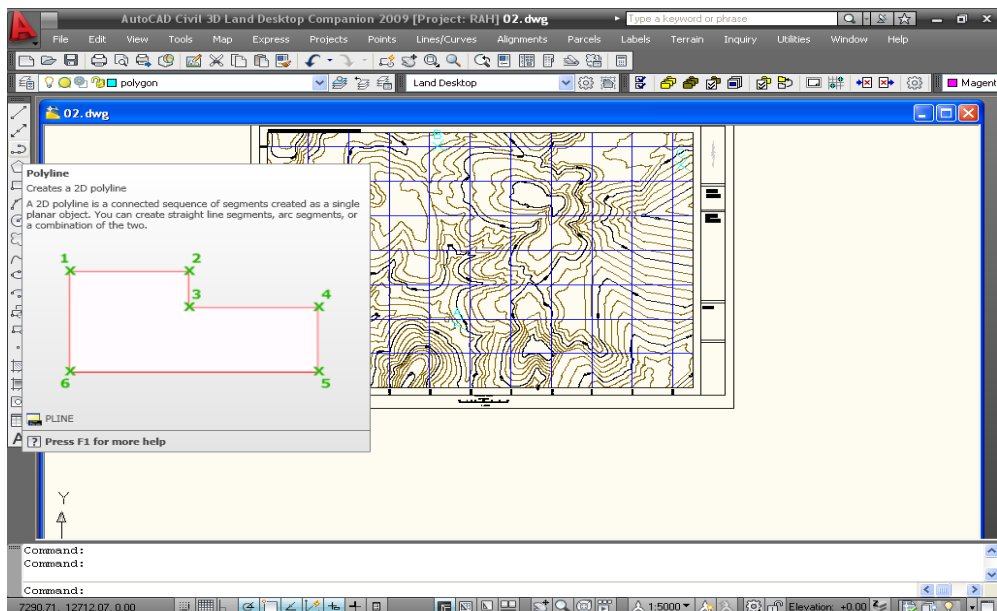 AutoCAD Civil 3D Land Desktop Companion 2009 [Project: RAH] 02.dwg
Type a keyword or phrase
File Edit View Tools Map Express Projects Points Lines/Curves Alignments Parcels Labels Terrain Inquiry Utilities Window Help
polygon Land Desktop Magent
02.dwg
Polyline
Creates a 2D polyline
A 2D polyline is a connected sequence of segments created as a single
planar object. You can create straight line segments, arc segments, or
a combination of the two.
1 2
3 4
6 5
PLINE
Press F1 for more help
B
C
A
Y
Command:
Command:
Command:
7290.71, 12712.07, 0.00 1:5000 Elevation: +0.00